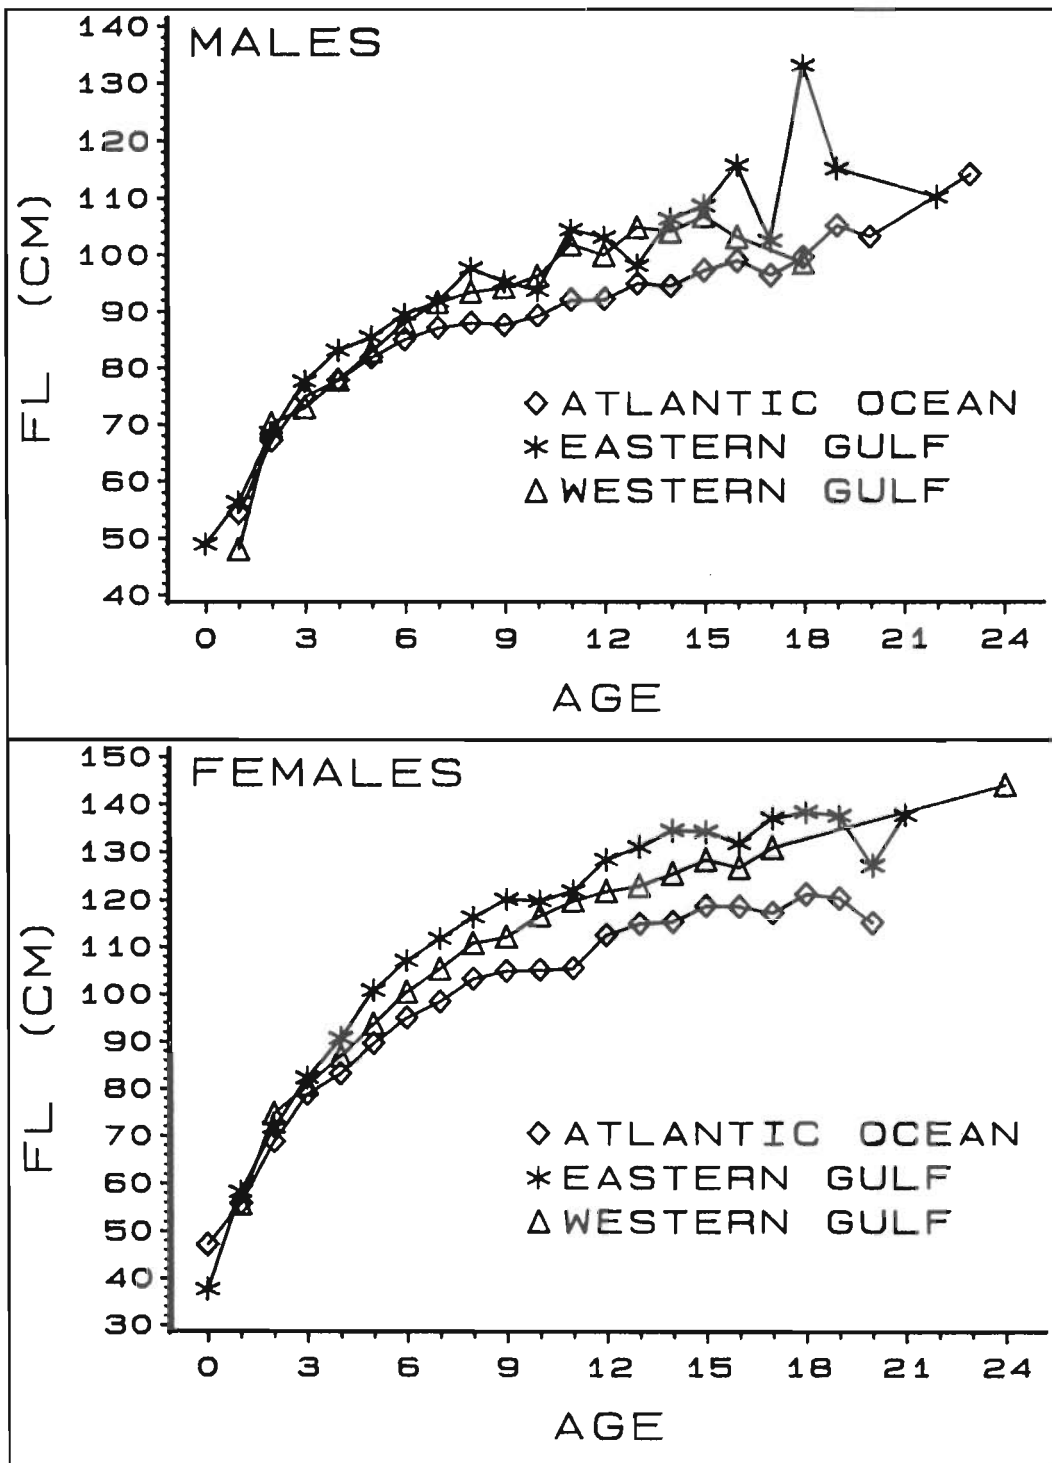 MALES
140
130
120
110
100
90
80
70
60
50
40
FL (CM)
◇ ATLANTIC OCEAN
* EASTERN GULF
△ WESTERN GULF
0 3 6 9 12 15 18 21 24
AGE
FEMALES
150
140
130
120
110
100
90
80
70
60
50
40
30
FL (CM)
◇ ATLANTIC OCEAN
* EASTERN GULF
△ WESTERN GULF
0 3 6 9 12 15 18 21 24
AGE